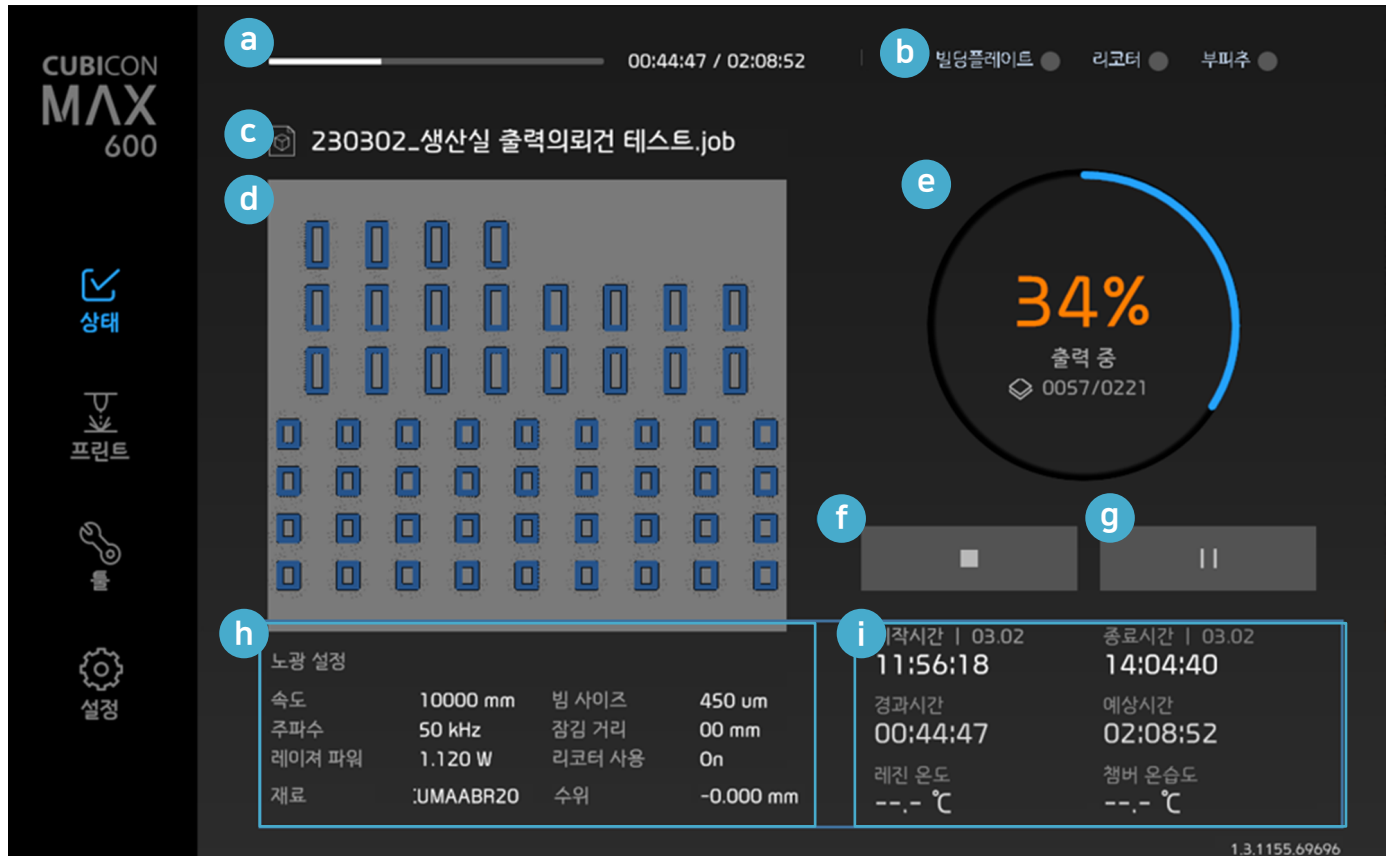 CUBICON
MAX
600
상태
프린트
툴
설정
a
00:44:47 / 02:08:52
b
빌딩플레이트
리코터
부피추
c
230302_생산실 출력의뢰건 테스트.job
d
e
34%
출력 중
0057/0221
f
g
h
노광 설정
속도 10000 mm 빔 사이즈 450 um
주파수 50 kHz 잠김 거리 00 mm
레이져 파워 1.120 W 리코터 사용 On
재료 :UMAABR20 수위 -0.000 mm
i
시작시간 | 03.02 종료시간 | 03.02
11:56:18 14:04:40
경과시간 예상시간
00:44:47 02:08:52
레진 온도 챔버 온습도
--.- ℃ --.- ℃
1.3.1155.69696